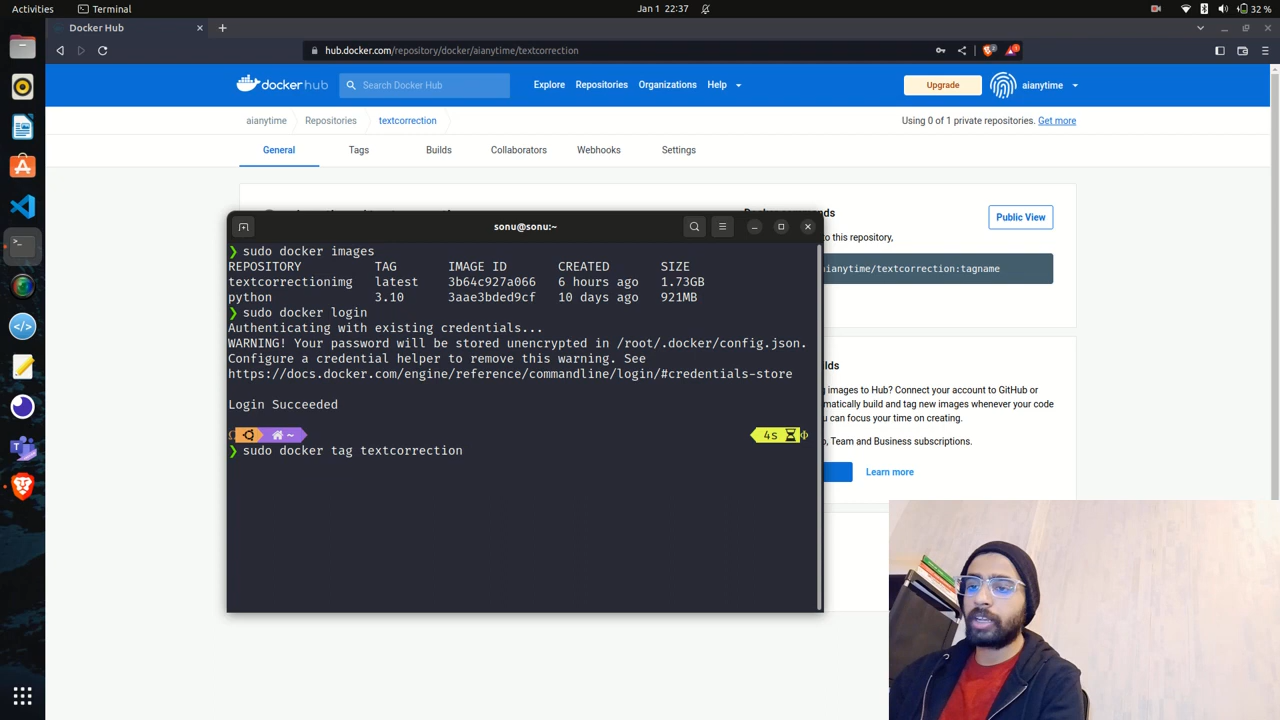 Activities
Terminal
Jan 1 22:37
32 %
Docker Hub
hub.docker.com/repository/docker/aianytime/textcorrection
dockerhub
Search Docker Hub
Explore
Repositories
Organizations
Help
Upgrade
aianytime
aianytime
Repositories
textcorrection
Using 0 of 1 private repositories. Get more
General
Tags
Builds
Collaborators
Webhooks
Settings
Public View
to this repository,
aianytime/textcorrection:tagname
sonu@sonu:~
❯ sudo docker images
REPOSITORY TAG IMAGE ID CREATED SIZE
textcorrectionimg latest 3b64c927a066 6 hours ago 1.73GB
python 3.10 3aae3bded9cf 10 days ago 921MB
❯ sudo docker login
Authenticating with existing credentials...
WARNING! Your password will be stored unencrypted in /root/.docker/config.json.
Configure a credential helper to remove this warning. See
https://docs.docker.com/engine/reference/commandline/login/#credentials-store
Login Succeeded
~
4s
❯ sudo docker tag textcorrection
images to Hub? Connect your account to GitHub or
matically build and tag new images whenever your code
can focus your time on creating.
Team and Business subscriptions.
Learn more